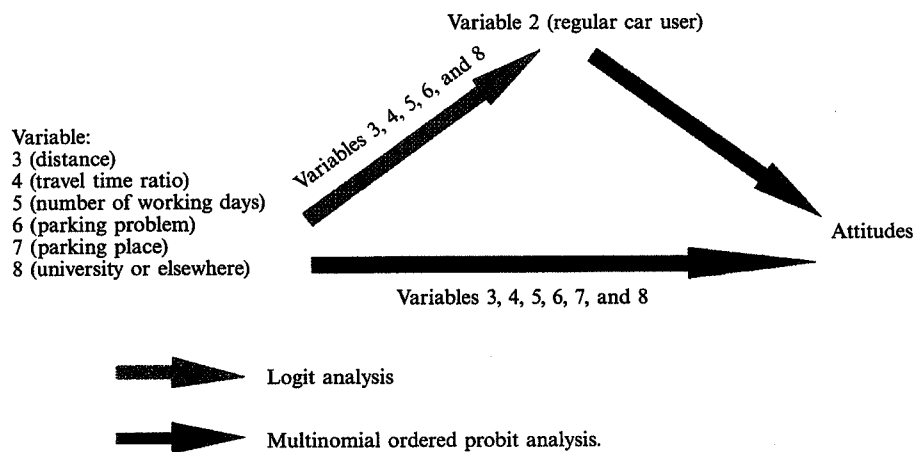 Variable 2 (regular car user)
Variables 3, 4, 5, 6, and 8
Variable:
3 (distance)
4 (travel time ratio)
5 (number of working days)
6 (parking problem)
7 (parking place)
8 (university or elsewhere)
Attitudes
Variables 3, 4, 5, 6, 7, and 8
Logit analysis
Multinomial ordered probit analysis.